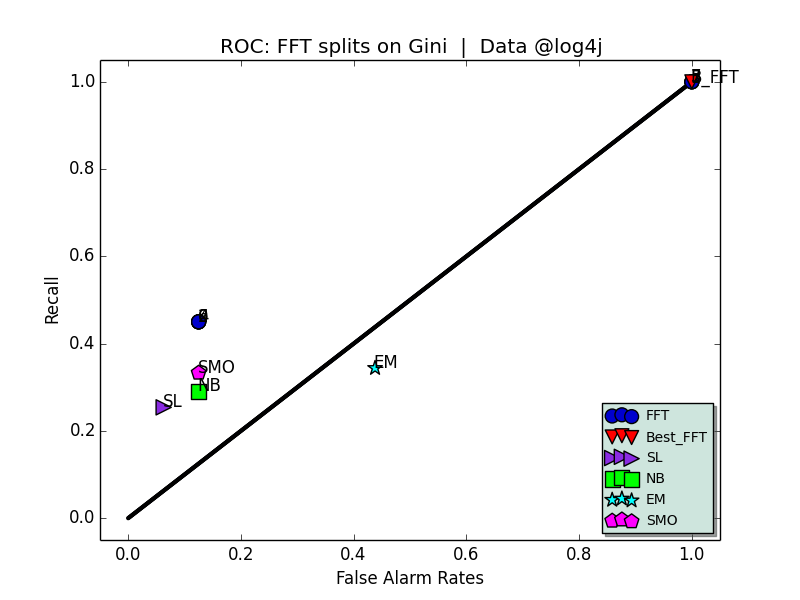 ROC: FFT splits on Gini | Data @log4j
1.0
_FFT
0.8
0.6
Recall
0.4
SMO
EM
NB
SL
0.2
0.0
FFT
Best_FFT
SL
NB
EM
SMO
0.0 0.2 0.4 0.6 0.8 1.0
False Alarm Rates